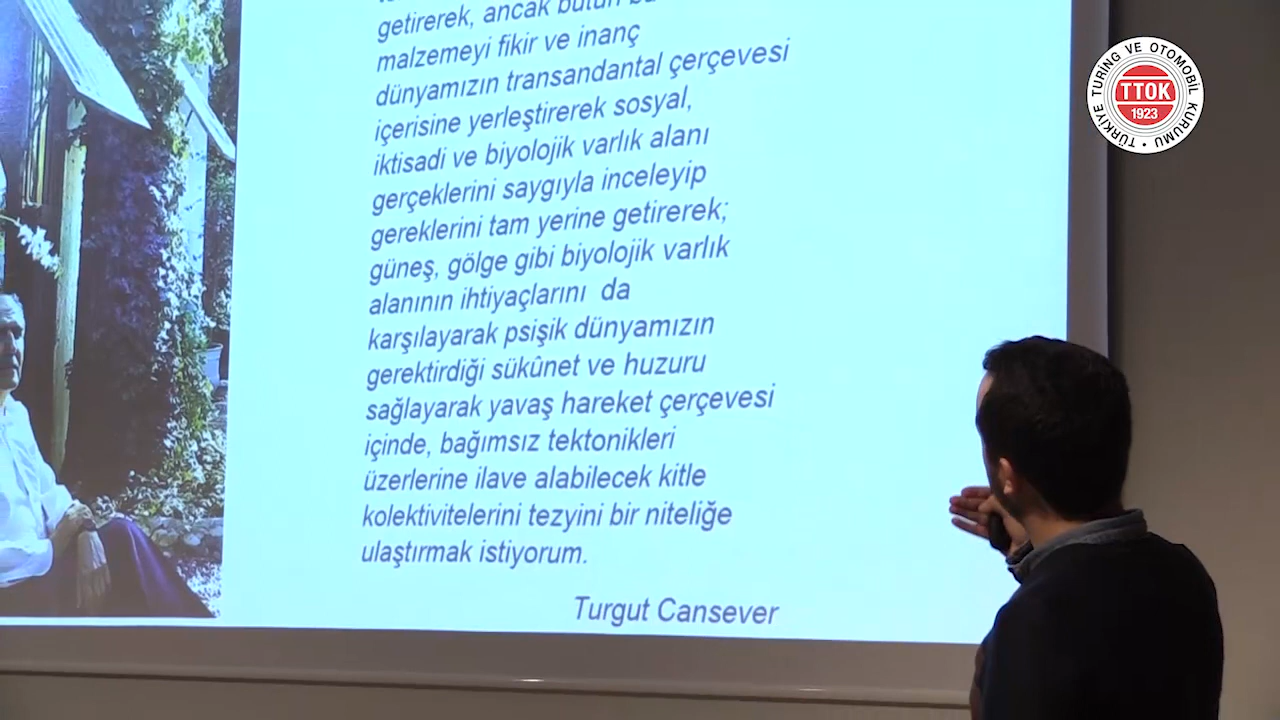 getirerek, ancak bütün
malzemeyi fikir ve inanç
dünyamızın transandantal çerçevesi
içerisine yerleştirerek sosyal,
iktisadi ve biyolojik varlık alanı
gerçeklerini saygıyla inceleyip
gereklerini tam yerine getirerek;
güneş, gölge gibi biyolojik varlık
alanının ihtiyaçlarını da
karşılayarak psişik dünyamızın
gerektirdiği sükûnet ve huzuru
sağlayarak yavaş hareket çerçevesi
içinde, bağımsız tektonikleri
üzerlerine ilave alabilecek kitle
kolektivitelerini tezyini bir niteliğe
ulaştırmak istiyorum.
Turgut Cansever
TÜRKİYE TURİNG VE OTOMOBİL KURUMU
TTOK
1923